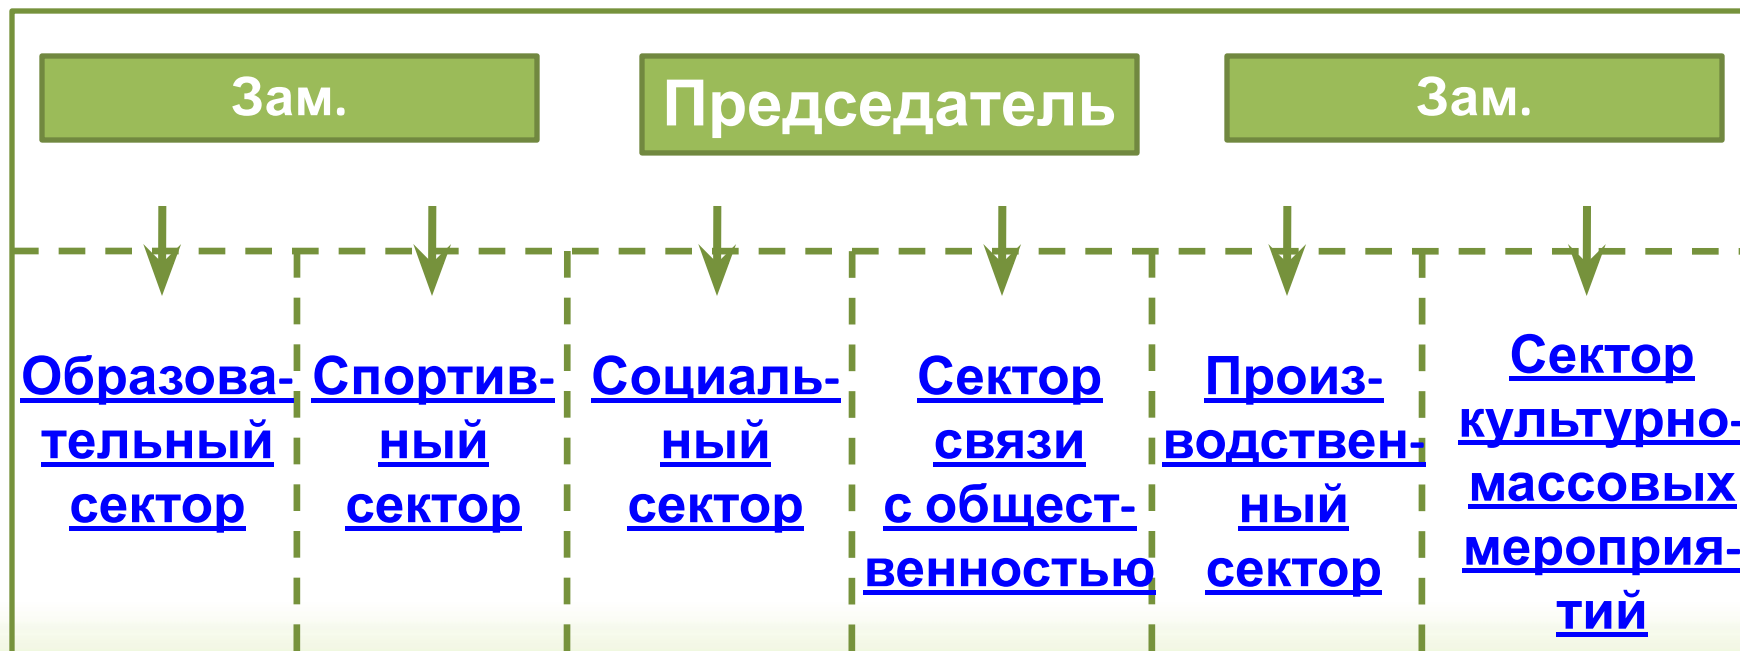 Зам.
Председатель
Зам.
Образова-
тельный
сектор
Спортив-
ный
сектор
Социаль-
ный
сектор
Сектор
связи
с общест-
венностью
Произ-
водствен-
ный
сектор
Сектор
культурно-
массовых
мероприя-
тий